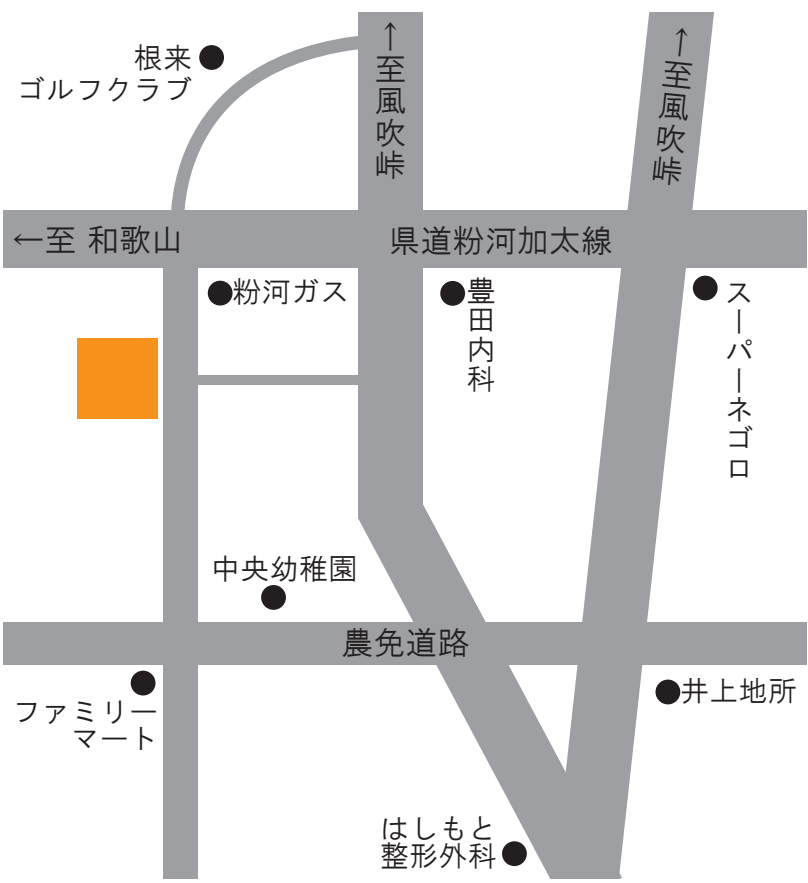 根来
ゴルフクラブ
↑至風吹峠
↑至風吹峠
←至 和歌山
県道粉河加太線
粉河ガス
豊田内科
スーパーネゴロ
中央幼稚園
農免道路
ファミリー
マート
井上地所
はしもと
整形外科